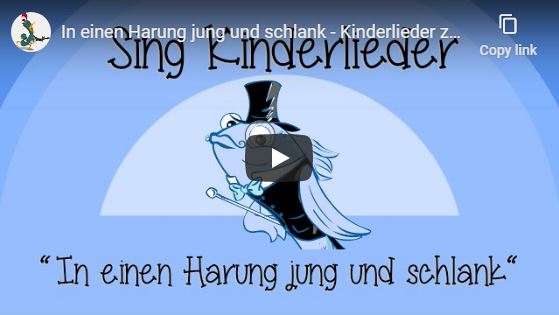 In einen Harung jung und schlank - Kinderlieder z...
Copy link
Sing Kinderlieder
“In einen Harung jung und schlank“